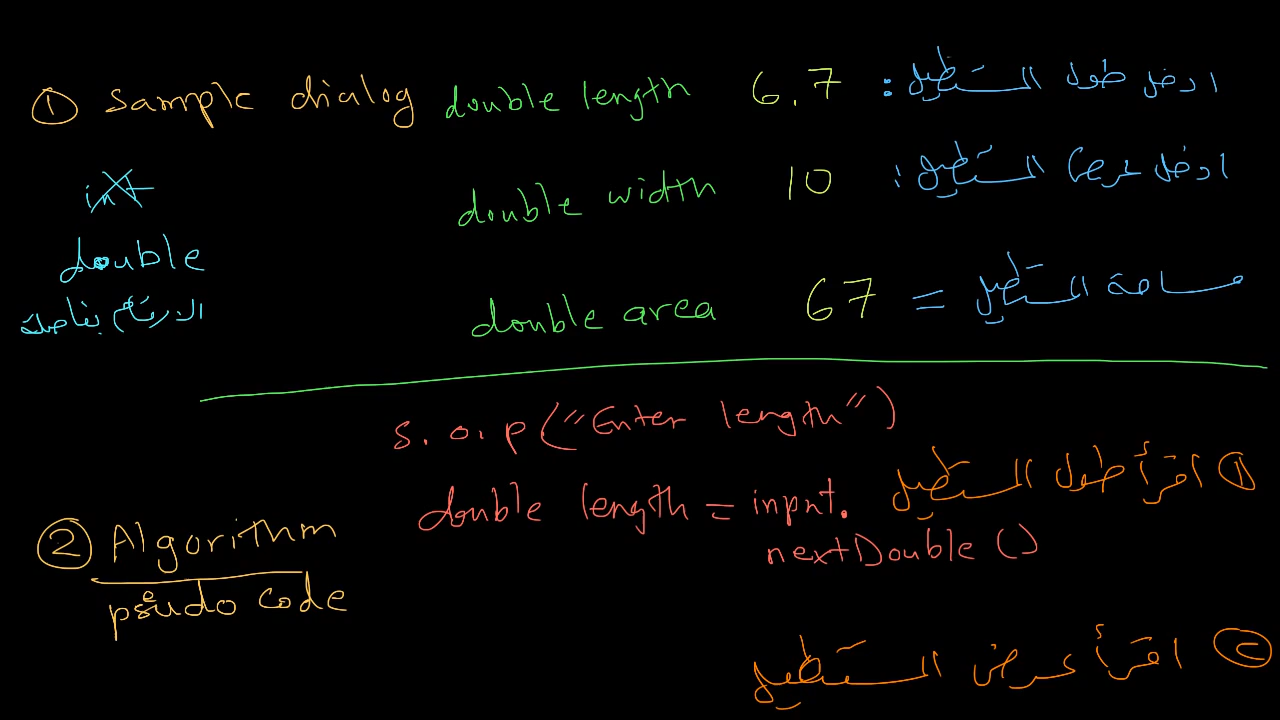 ① Sample dialog double length 6.7 ادخل طول المستطيل :
int double width 10 ادخل عرض المستطيل :
double
الارقام بفاصلة double area 67 = مساحة المستطيل
s.o.p("Enter length")
① اقرأ طول المستطيل
double length = input.
nextDouble ()
② Algorithm
pseudo code
② اقرأ عرض المستطيل